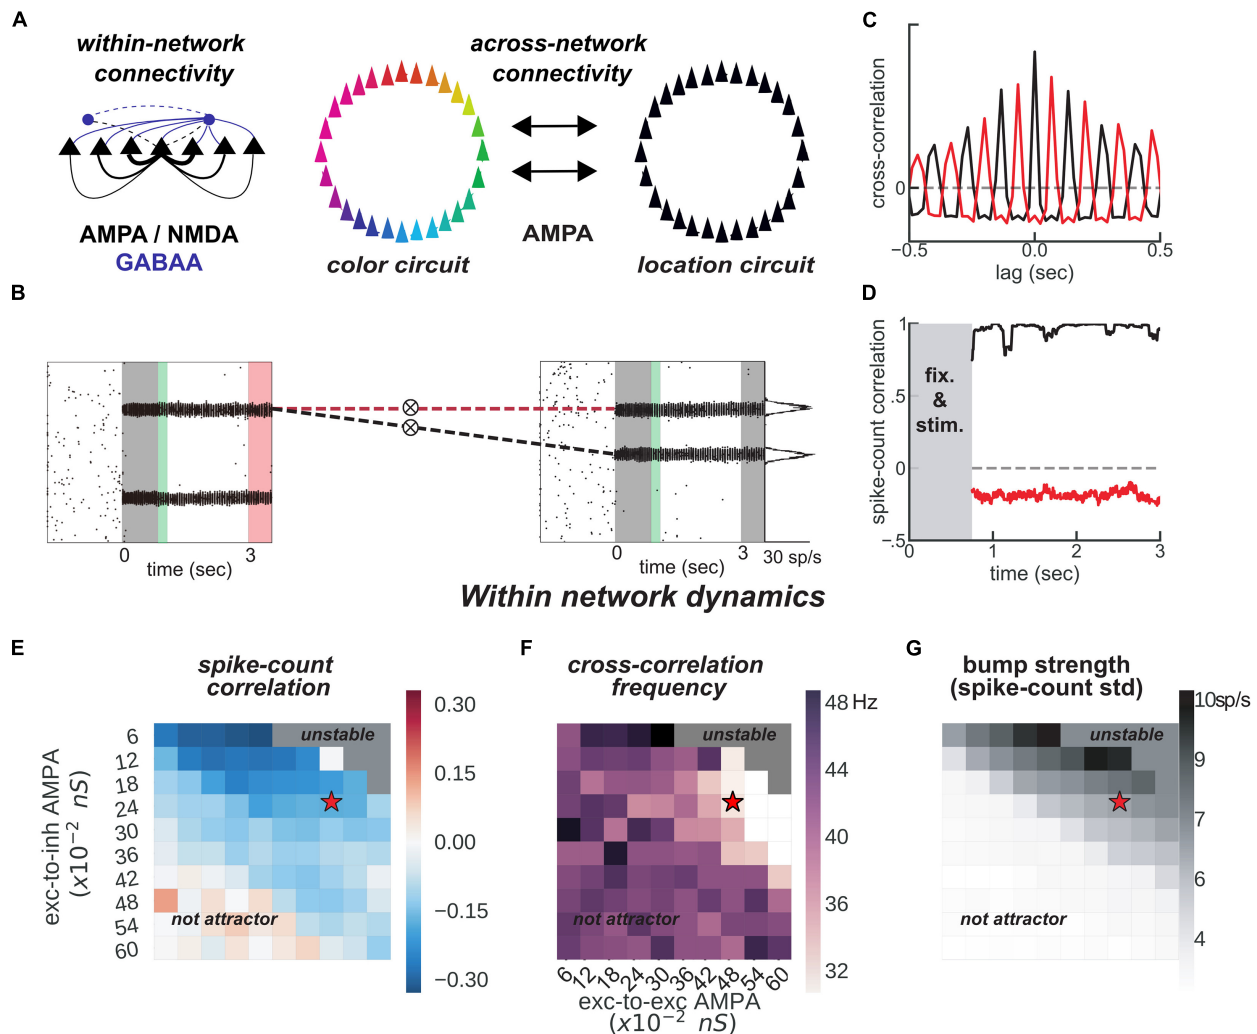 A
within-network
connectivity
AMPA / NMDA
GABAA
color circuit
across-network
connectivity
AMPA
location circuit
C
cross-correlation
0
−0.5
0.0
0.5
lag (sec)
B
0
3
time (sec)
0
3
30 sp/s
time (sec)
D
spike-count correlation
1
.5
0
-.5
fix.
&
stim.
0
1
2
3
time (sec)
Within network dynamics
E
spike-count
correlation
exc-to-inh AMPA
(x10⁻² nS)
6
12
18
24
30
36
42
48
54
60
unstable
not attractor
0.30
0.15
0.00
−0.15
−0.30
F
cross-correlation
frequency
unstable
not attractor
6
12
18
24
30
36
42
48
54
60
exc-to-exc AMPA
(x10⁻² nS)
48 Hz
44
40
36
32
G
bump strength
(spike-count std)
unstable
not attractor
10sp/s
9
7
6
4